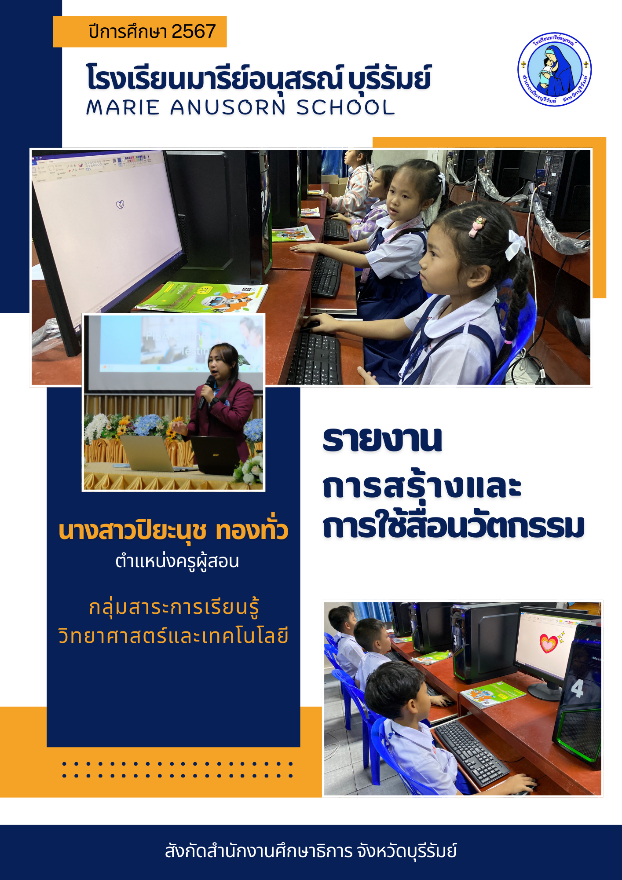 ปีการศึกษา 2567
โรงเรียนมารีย์อนุสรณ์ บุรีรัมย์
MARIE ANUSORN SCHOOL
รายงาน
การสร้างและ
การใช้สื่อนวัตกรรม
นางสาวปิยะนุช ทองทั่ว
ตำแหน่งครูผู้สอน
กลุ่มสาระการเรียนรู้
วิทยาศาสตร์และเทคโนโลยี
4
สังกัดสำนักงานศึกษาธิการ จังหวัดบุรีรัมย์